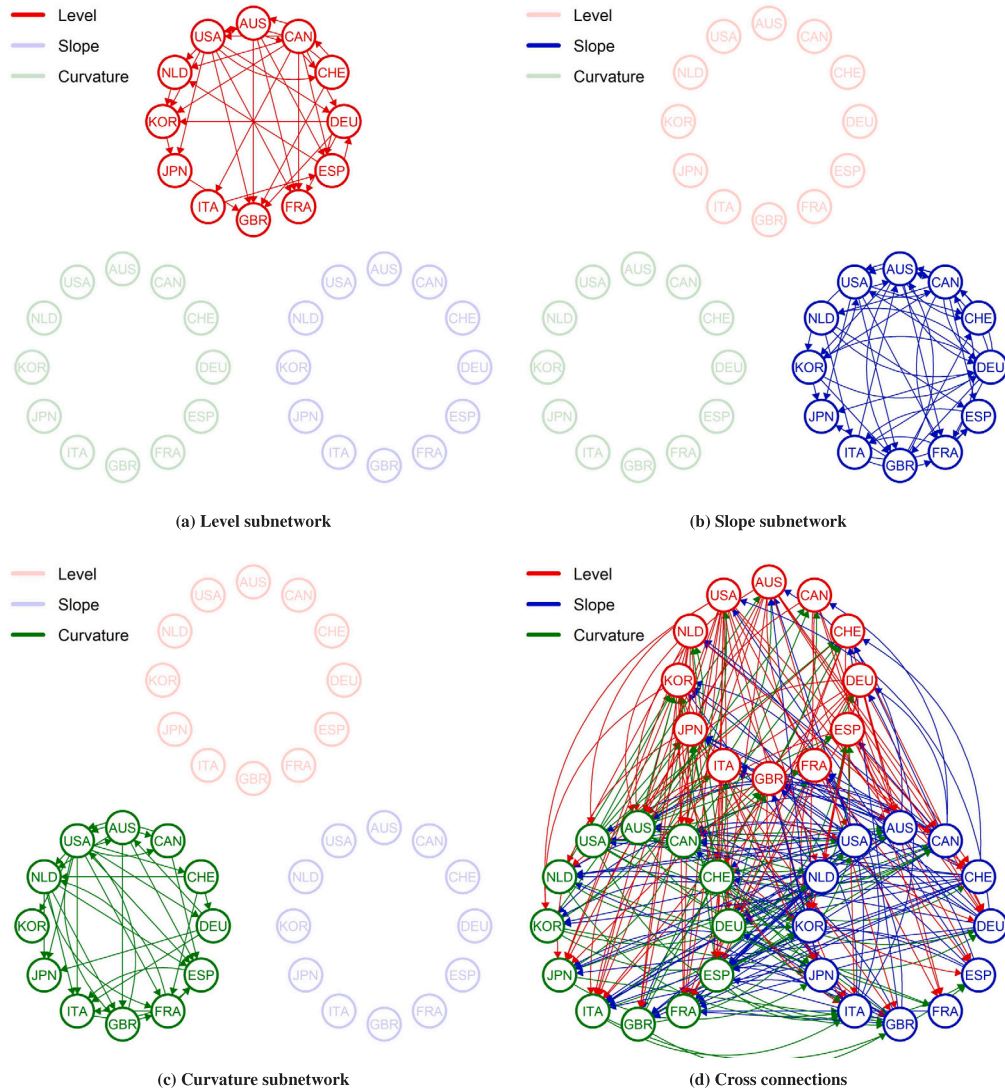 Level
Slope
Curvature
AUS
USA
CAN
NLD
CHE
KOR
DEU
JPN
ESP
ITA
FRA
GBR
AUS
USA
CAN
NLD
CHE
KOR
DEU
JPN
ESP
ITA
FRA
GBR
AUS
USA
CAN
NLD
CHE
KOR
DEU
JPN
ESP
ITA
FRA
GBR
(a) Level subnetwork
Level
Slope
Curvature
AUS
USA
CAN
NLD
CHE
KOR
DEU
JPN
ESP
ITA
FRA
GBR
AUS
USA
CAN
NLD
CHE
KOR
DEU
JPN
ESP
ITA
FRA
GBR
AUS
USA
CAN
NLD
CHE
KOR
DEU
JPN
ESP
ITA
FRA
GBR
(b) Slope subnetwork
Level
Slope
Curvature
AUS
USA
CAN
NLD
CHE
KOR
DEU
JPN
ESP
ITA
FRA
GBR
AUS
USA
CAN
NLD
CHE
KOR
DEU
JPN
ESP
ITA
FRA
GBR
AUS
USA
CAN
NLD
CHE
KOR
DEU
JPN
ESP
ITA
FRA
GBR
(c) Curvature subnetwork
Level
Slope
Curvature
AUS
USA
CAN
NLD
CHE
KOR
DEU
JPN
ESP
ITA
FRA
GBR
AUS
USA
CAN
NLD
CHE
KOR
DEU
JPN
ESP
ITA
FRA
GBR
AUS
USA
CAN
NLD
CHE
KOR
DEU
JPN
ESP
ITA
FRA
GBR
(d) Cross connections